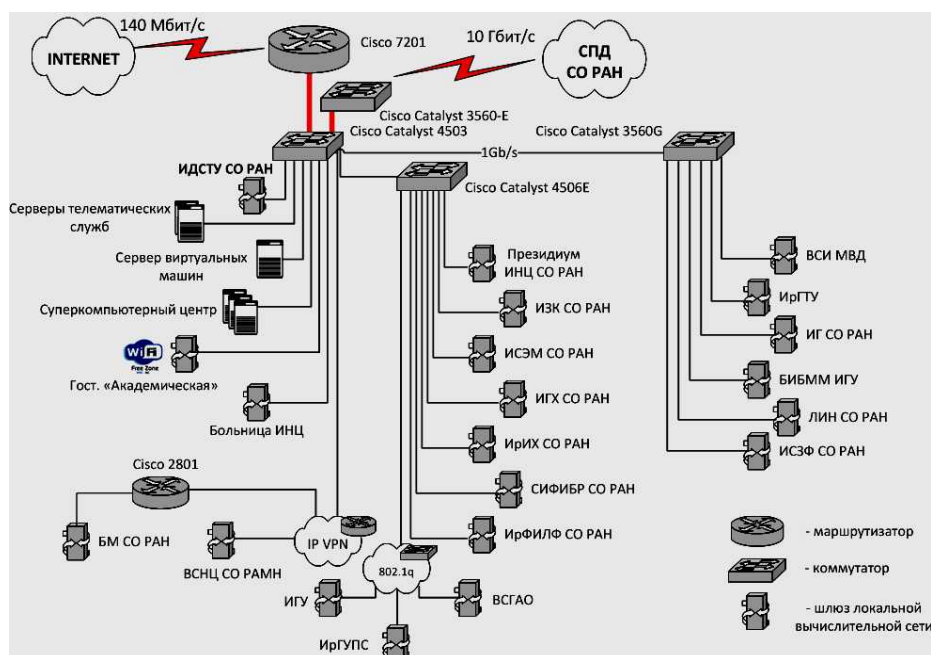 140 Мбит/с
INTERNET
Cisco 7201
10 Гбит/с
СПД
СО РАН
Cisco Catalyst 3560-E
Cisco Catalyst 4503
Cisco Catalyst 3560G
1Gb/s
Cisco Catalyst 4506E
ИДСТУ СО РАН
Серверы телематических
служб
Сервер виртуальных
машин
Суперкомпьютерный центр
WiFi
Free Zone
Гост. «Академическая»
Больница ИНЦ
Cisco 2801
БМ СО РАН
ВСНЦ СО РАМН
IP VPN
802.1q
ИГУ
ИрГУПС
ВСГАО
Президиум
ИНЦ СО РАН
ИЗК СО РАН
ИСЭМ СО РАН
ИГХ СО РАН
ИрИХ СО РАН
СИФИБР СО РАН
ИрФИЛФ СО РАН
ВСИ МВД
ИрГТУ
ИГ СО РАН
БИБММ ИГУ
ЛИН СО РАН
ИСЗФ СО РАН
- маршрутизатор
- коммутатор
- шлюз локальной
вычислительной сети